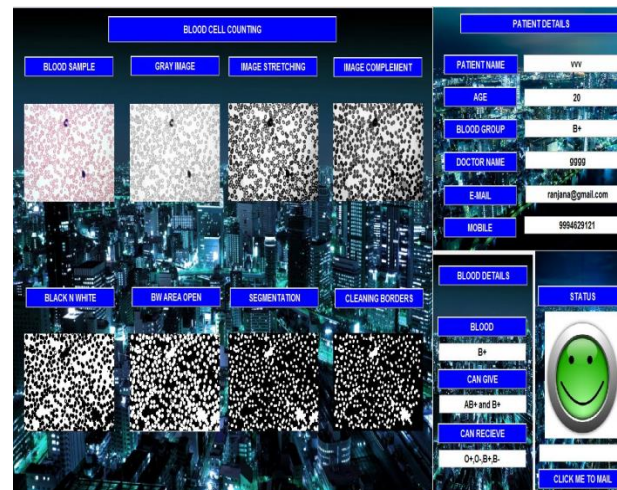 BLOOD CELL COUNTING
BLOOD SAMPLE
GRAY IMAGE
IMAGE STRETCHING
IMAGE COMPLEMENT
BLACK N WHITE
BW AREA OPEN
SEGMENTATION
CLEANING BORDERS
PATIENT DETAILS
PATIENT NAME
vvv
AGE
20
BLOOD GROUP
B+
DOCTOR NAME
gggg
E-MAIL
ranjana@gmail.com
MOBILE
9994629121
BLOOD DETAILS
BLOOD
B+
CAN GIVE
AB+ and B+
CAN RECIEVE
O+,O-,B+,B-
STATUS
CLICK ME TO MAIL